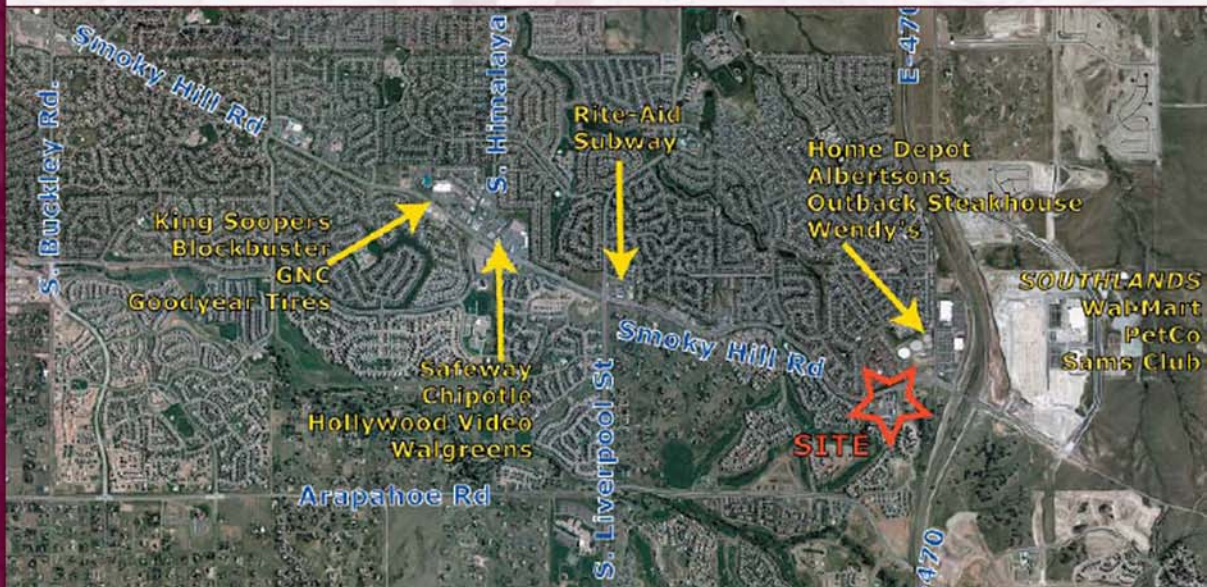 Smoky Hill Rd
S. Buckley Rd.
S. Himalaya
E-470
Rite-Aid
Subway
Home Depot
Albertsons
Outback Steakhouse
Wendy's
King Soopers
Blockbuster
GNC
Goodyear Tires
SOUTHLANDS
Wal-Mart
PetCo
Sams Club
Smoky Hill Rd
Safeway
Chipotle
Hollywood Video
Walgreens
SITE
S. Liverpool St
Arapahoe Rd
470